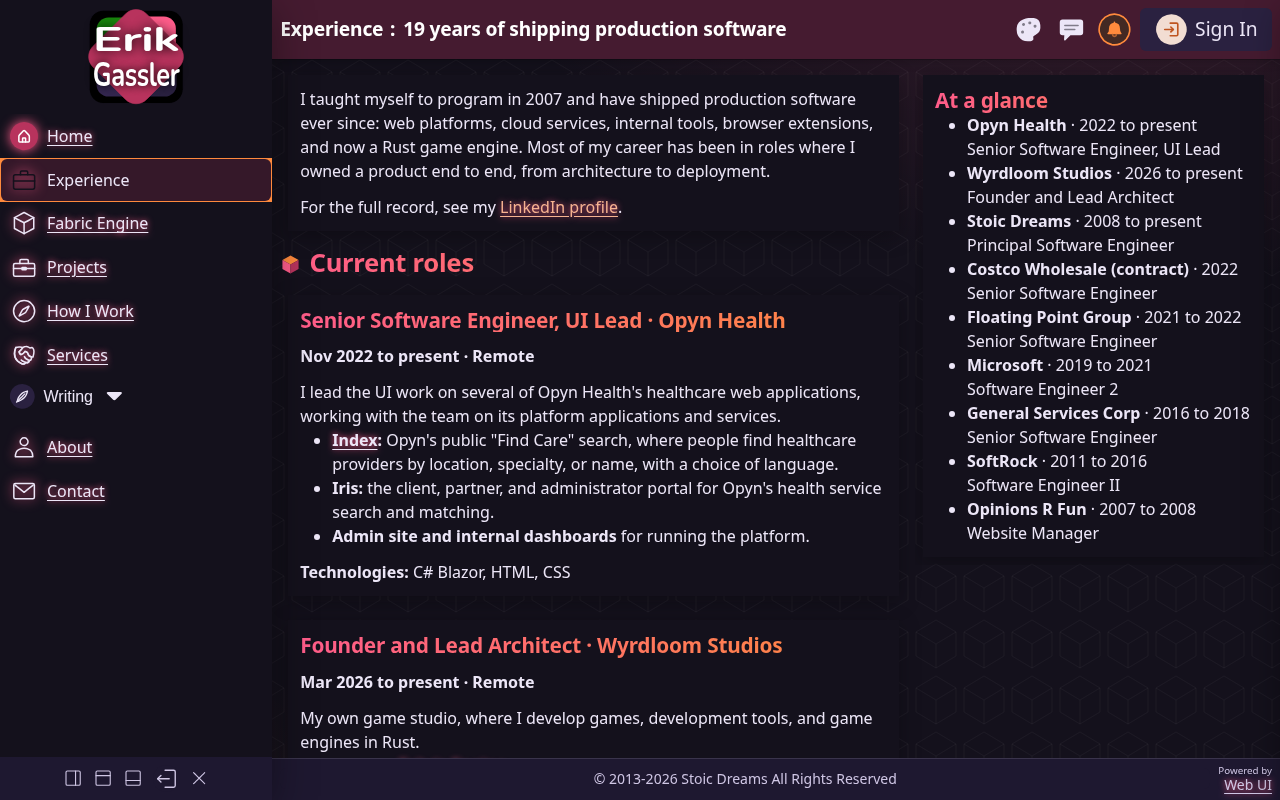 Erik
Gassler
Home
Experience
Fabric Engine
Projects
How I Work
Services
Writing
About
Contact
Experience : 19 years of shipping production software
Sign In
I taught myself to program in 2007 and have shipped production software
ever since: web platforms, cloud services, internal tools, browser extensions,
and now a Rust game engine. Most of my career has been in roles where I
owned a product end to end, from architecture to deployment.
For the full record, see my LinkedIn profile.
Current roles
Senior Software Engineer, UI Lead · Opyn Health
Nov 2022 to present · Remote
I lead the UI work on several of Opyn Health's healthcare web applications,
working with the team on its platform applications and services.
Index: Opyn's public "Find Care" search, where people find healthcare
providers by location, specialty, or name, with a choice of language.
Iris: the client, partner, and administrator portal for Opyn's health service
search and matching.
Admin site and internal dashboards for running the platform.
Technologies: C# Blazor, HTML, CSS
Founder and Lead Architect · Wyrdloom Studios
Mar 2026 to present · Remote
My own game studio, where I develop games, development tools, and game
engines in Rust.
At a glance
Opyn Health · 2022 to present
Senior Software Engineer, UI Lead
Wyrdloom Studios · 2026 to present
Founder and Lead Architect
Stoic Dreams · 2008 to present
Principal Software Engineer
Costco Wholesale (contract) · 2022
Senior Software Engineer
Floating Point Group · 2021 to 2022
Senior Software Engineer
Microsoft · 2019 to 2021
Software Engineer 2
General Services Corp · 2016 to 2018
Senior Software Engineer
SoftRock · 2011 to 2016
Software Engineer II
Opinions R Fun · 2007 to 2008
Website Manager
© 2013-2026 Stoic Dreams All Rights Reserved
Powered by
Web UI